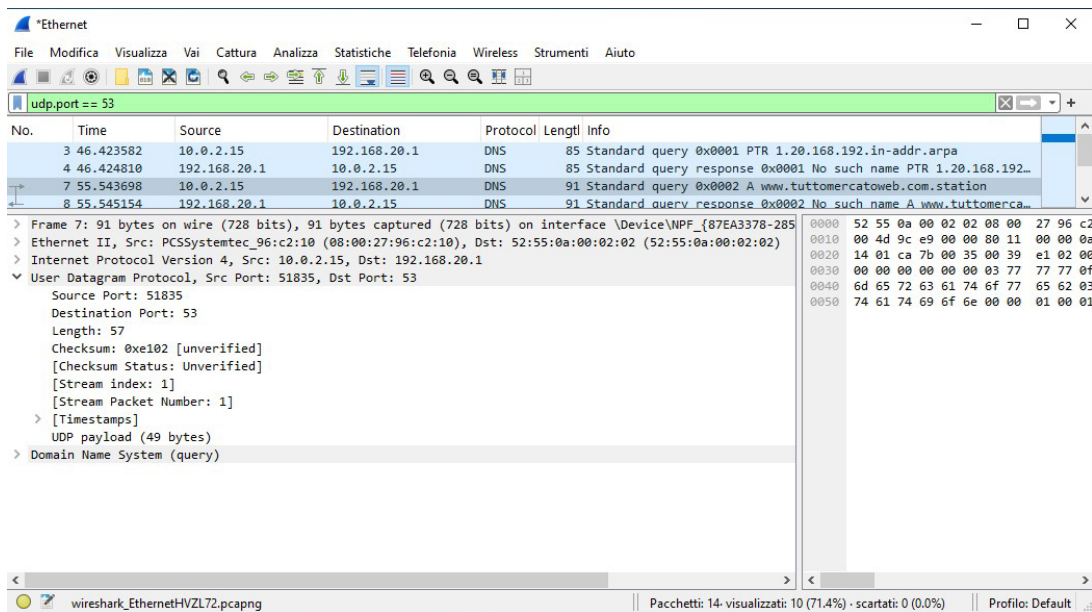 *Ethernet
File Modifica Visualizza Vai Cattura Analizza Statistiche Telefonia Wireless Strumenti Aiuto
udp.port == 53
No. Time Source Destination Protocol Lengtl Info
3 46.423582 10.0.2.15 192.168.20.1 DNS 85 Standard query 0x0001 PTR 1.20.168.192.in-addr.arpa
4 46.424810 192.168.20.1 10.0.2.15 DNS 85 Standard query response 0x0001 No such name PTR 1.20.168.192…
7 55.543698 10.0.2.15 192.168.20.1 DNS 91 Standard query 0x0002 A www.tuttomercatoweb.com.station
8 55.545154 192.168.20.1 10.0.2.15 DNS 91 Standard query response 0x0002 No such name A www.tuttomerca…
Frame 7: 91 bytes on wire (728 bits), 91 bytes captured (728 bits) on interface \Device\NPF_{87EA3378-285
Ethernet II, Src: PCSSystemtec_96:c2:10 (08:00:27:96:c2:10), Dst: 52:55:0a:00:02:02 (52:55:0a:00:02:02)
Internet Protocol Version 4, Src: 10.0.2.15, Dst: 192.168.20.1
User Datagram Protocol, Src Port: 51835, Dst Port: 53
Source Port: 51835
Destination Port: 53
Length: 57
Checksum: 0xe102 [unverified]
[Checksum Status: Unverified]
[Stream index: 1]
[Stream Packet Number: 1]
[Timestamps]
UDP payload (49 bytes)
Domain Name System (query)
0000 52 55 0a 00 02 02 08 00 27 96 c2
0010 00 4d 9c e9 00 00 80 11 00 00 0a
0020 14 01 ca 7b 00 35 00 39 e1 02 00
0030 00 00 00 00 00 00 03 77 77 77 0f
0040 6d 65 72 63 61 74 6f 77 65 62 03
0050 74 61 74 69 6f 6e 00 00 01 00 01
wireshark_EthernetHVZL72.pcapng
Pacchetti: 14· visualizzati: 10 (71.4%) · scartati: 0 (0.0%)
Profilo: Default